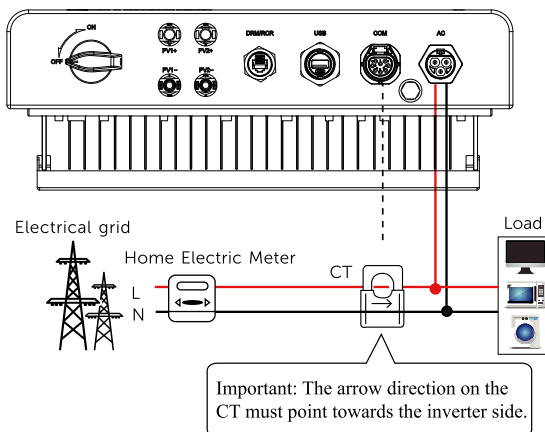 ON
OFF
PV1+ PV2+ DRM/RCR USB COM AC
PV1- PV2-
Electrical grid
Home Electric Meter
CT
Load
L
N
Important: The arrow direction on the
CT must point towards the inverter side.